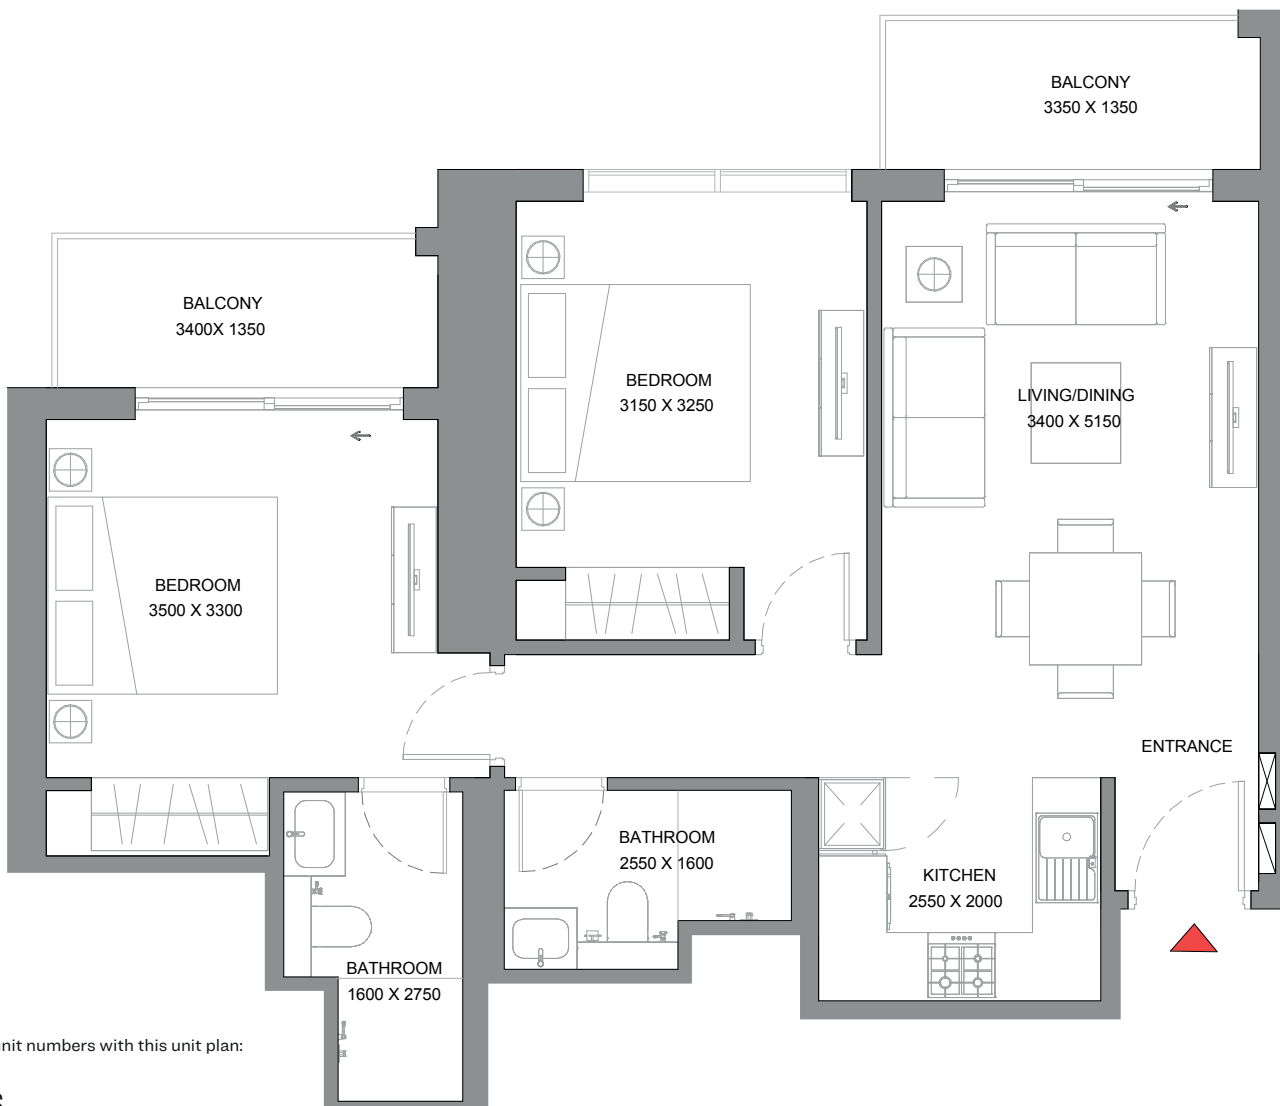 BALCONY
3350 X 1350
BALCONY
3400X 1350
BEDROOM
3150 X 3250
LIVING/DINING
3400 X 5150
BEDROOM
3500 X 3300
ENTRANCE
BATHROOM
2550 X 1600
KITCHEN
2550 X 2000
BATHROOM
1600 X 2750
numbers with this unit plan: